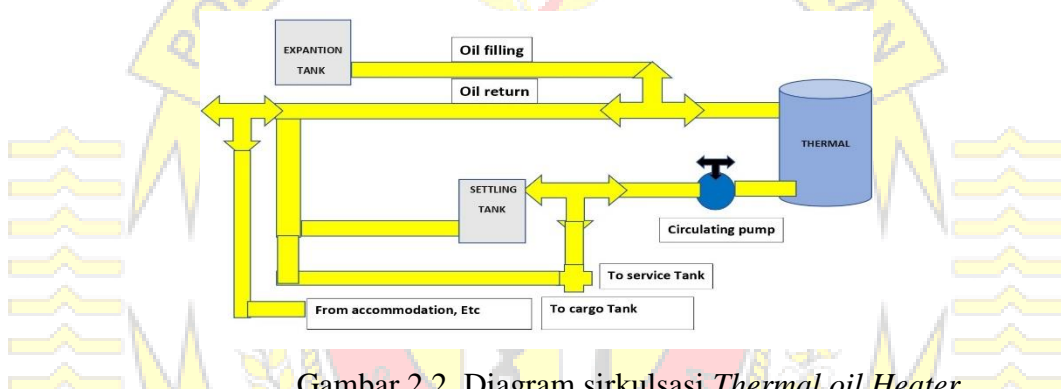 EXPANTION
TANK
Oil filling
Oil return
THERMAL
SETTLING
TANK
Circulating pump
To service Tank
From accommodation, Etc
To cargo Tank
Gambar 2.2 Diagram sirkulsasi Thermal oil Heater